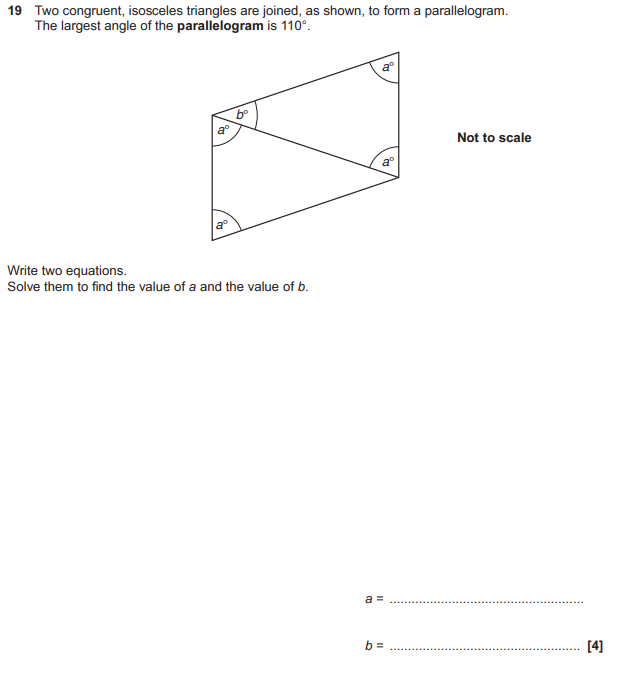 19 Two congruent, isosceles triangles are joined, as shown, to form a parallelogram.
The largest angle of the parallelogram is 110°.
a°
b°
a°
Not to scale
a°
a°
Write two equations.
Solve them to find the value of a and the value of b.
a = ......................................................
b = ..................................................... [4]